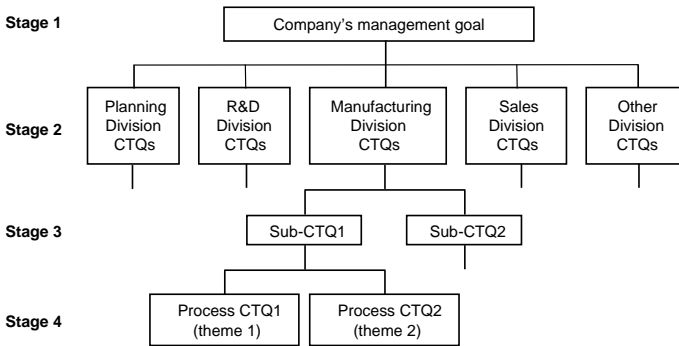 Stage 1
Company’s management goal
Stage 2
Planning
Division
CTQs
R&D
Division
CTQs
Manufacturing
Division
CTQs
Sales
Division
CTQs
Other
Division
CTQs
Stage 3
Sub-CTQ1
Sub-CTQ2
Stage 4
Process CTQ1
(theme 1)
Process CTQ2
(theme 2)